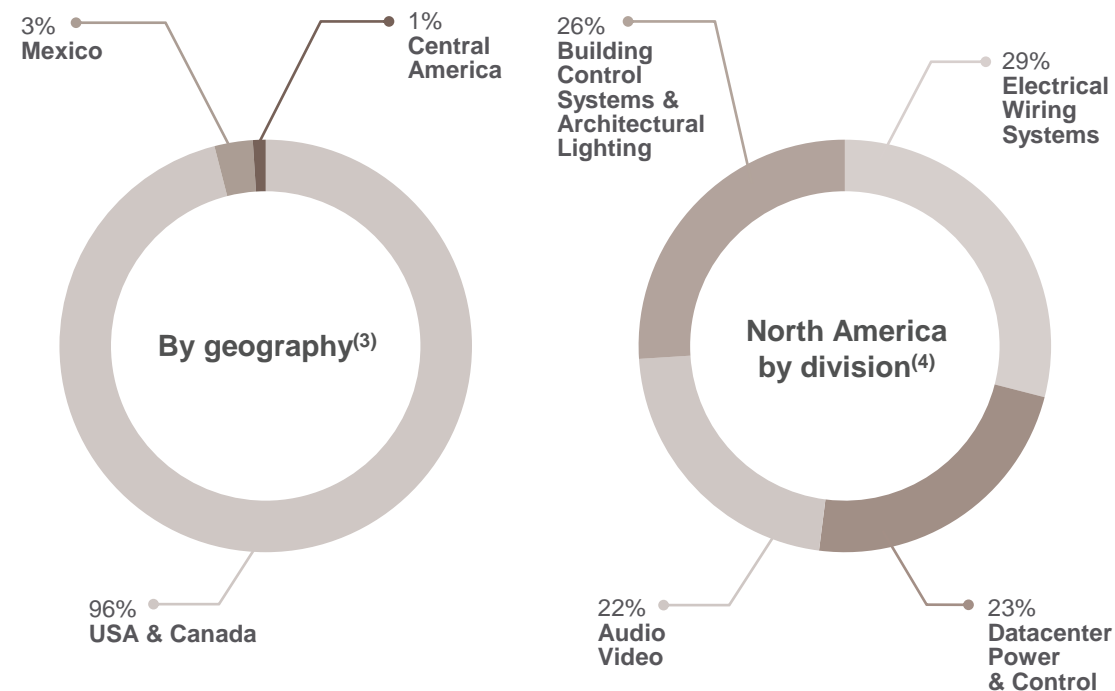 3%
Mexico
1%
Central
America
By geography(3)
96%
USA & Canada
26%
Building
Control
Systems &
Architectural
Lighting
29%
Electrical
Wiring
Systems
North America
by division(4)
22%
Audio
Video
23%
Datacenter
Power
& Control